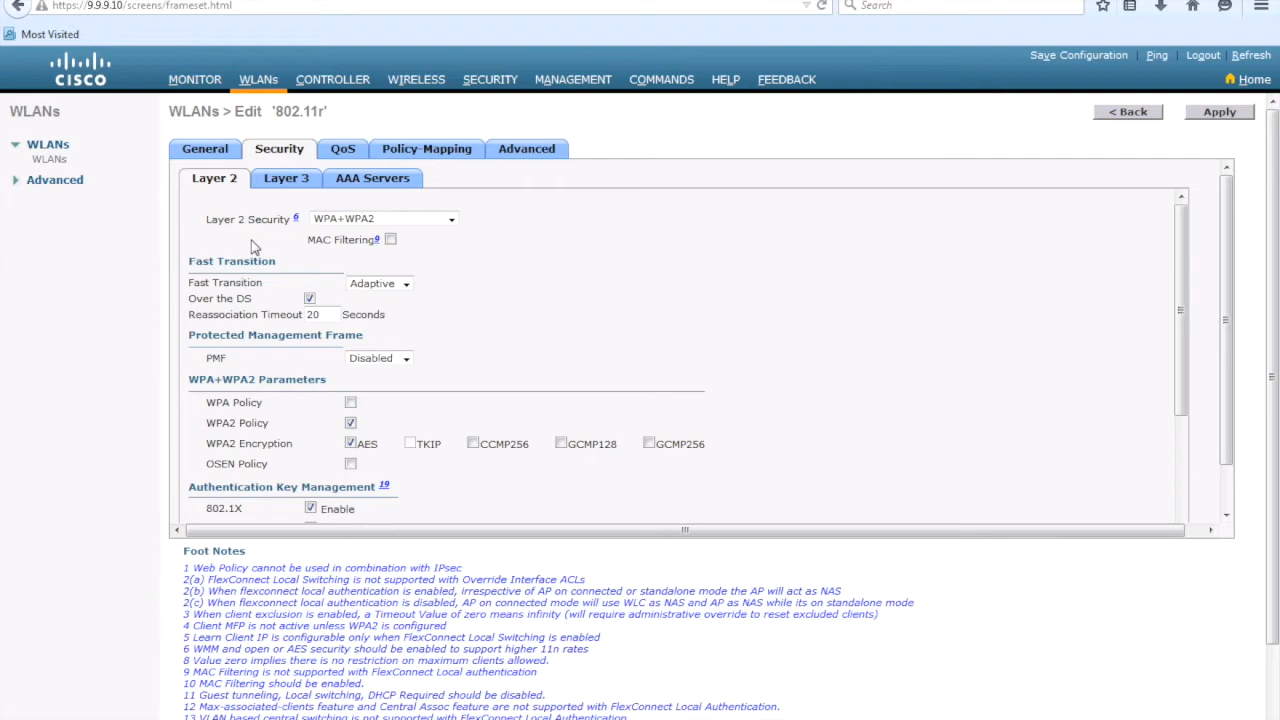 https://9.9.9.10/screens/frameset.html Search
Most Visited
Save Configuration | Ping | Logout | Refresh
CISCO
MONITOR WLANs CONTROLLER WIRELESS SECURITY MANAGEMENT COMMANDS HELP FEEDBACK Home
WLANs
WLANs > Edit '802.11r'
< Back Apply
WLANs
WLANs
Advanced
General Security QoS Policy-Mapping Advanced
Layer 2 Layer 3 AAA Servers
Layer 2 Security 6 WPA+WPA2
MAC Filtering9
Fast Transition
Fast Transition Adaptive
Over the DS
Reassociation Timeout 20 Seconds
Protected Management Frame
PMF Disabled
WPA+WPA2 Parameters
WPA Policy
WPA2 Policy
WPA2 Encryption AES TKIP CCMP256 GCMP128 GCMP256
OSEN Policy
Authentication Key Management 19
802.1X Enable
Foot Notes
1 Web Policy cannot be used in combination with IPsec
2(a) FlexConnect Local Switching is not supported with Override Interface ACLs
2(b) When flexconnect local authentication is enabled, irrespective of AP on connected or standalone mode the AP will act as NAS
2(c) When flexconnect local authentication is disabled, AP on connected mode will use WLC as NAS and AP as NAS while its on standalone mode
3 When client exclusion is enabled, a Timeout Value of zero means infinity (will require administrative override to reset excluded clients)
4 Client MFP is not active unless WPA2 is configured
5 Learn Client IP is configurable only when FlexConnect Local Switching is enabled
6 WMM and open or AES security should be enabled to support higher 11n rates
8 Value zero implies there is no restriction on maximum clients allowed.
9 MAC Filtering is not supported with FlexConnect Local authentication
10 MAC Filtering should be enabled.
11 Guest tunneling, Local switching, DHCP Required should be disabled.
12 Max-associated-clients feature and Central Assoc feature are not supported with FlexConnect Local Authentication.
13 VLAN based central switching is not supported with FlexConnect Local Authentication